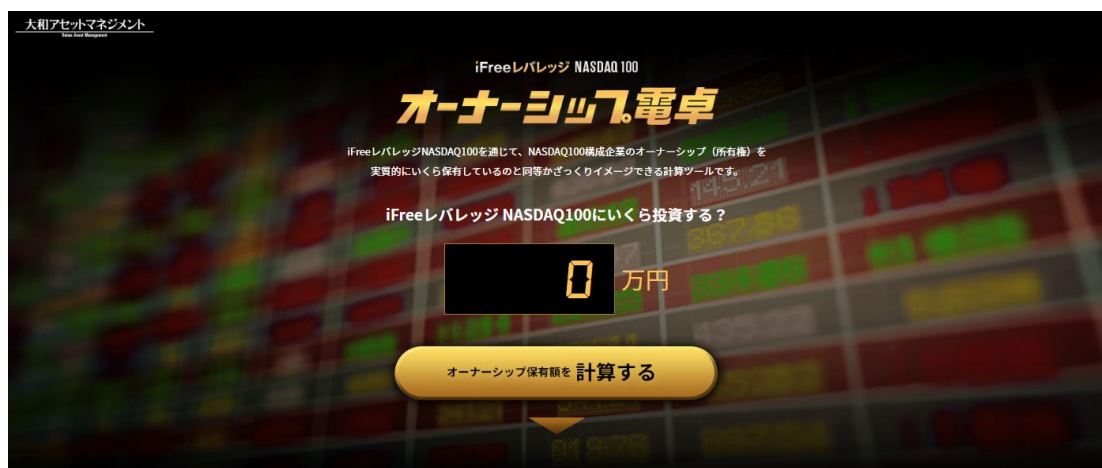 大和アセットマネジメント
Daiwa Asset Management
iFreeレバレッジ NASDAQ100
オーナーシップ電卓
iFreeレバレッジNASDAQ100を通じて、NASDAQ100構成企業のオーナーシップ（所有権）を
実質的にいくら保有しているのと同等かざっくりイメージできる計算ツールです。
iFreeレバレッジ NASDAQ100にいくら投資する？
0 万円
オーナーシップ保有額を 計算する